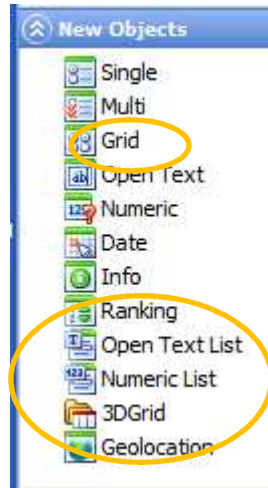 New Objects
Single
Multi
Grid
Open Text
Numeric
Date
Info
Ranking
Open Text List
Numeric List
3DGrid
Geolocation